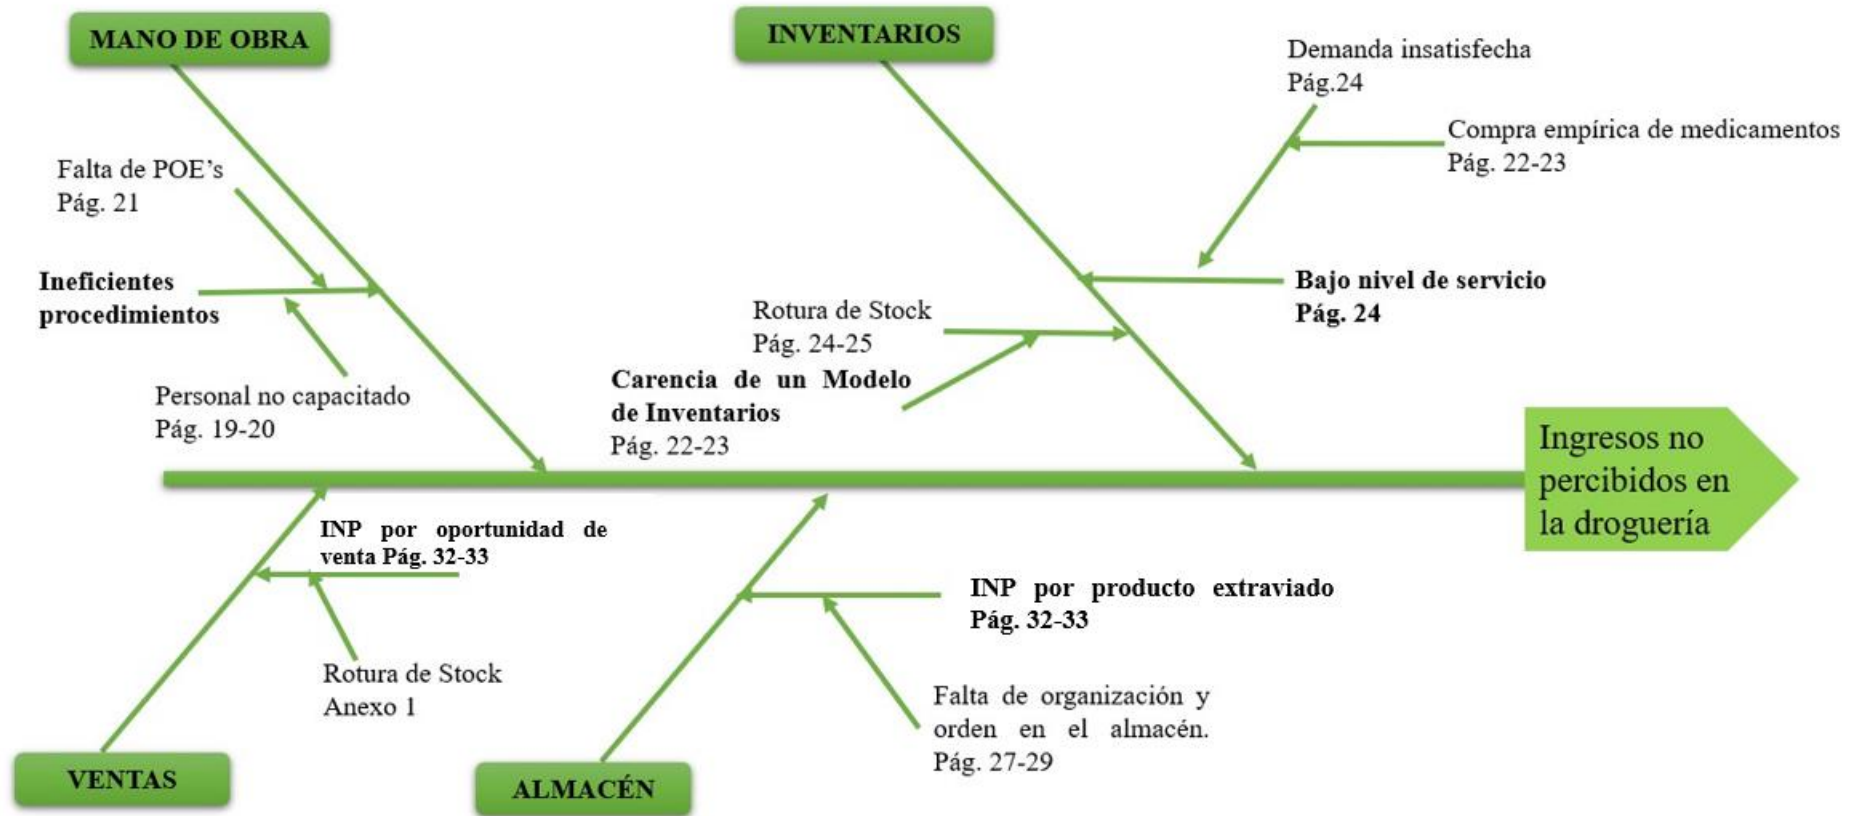 MANO DE OBRA
INVENTARIOS
Demanda insatisfecha
Pág.24
Compra empírica de medicamentos
Pág. 22-23
Falta de POE’s
Pág. 21
Ineficientes
procedimientos
Bajo nivel de servicio
Pág. 24
Rotura de Stock
Pág. 24-25
Carencia de un Modelo
de Inventarios
Pág. 22-23
Personal no capacitado
Pág. 19-20
Ingresos no
percibidos en
la droguería
INP por oportunidad de
venta Pág. 32-33
INP por producto extraviado
Pág. 32-33
Rotura de Stock
Anexo 1
Falta de organización y
orden en el almacén.
Pág. 27-29
VENTAS
ALMACÉN